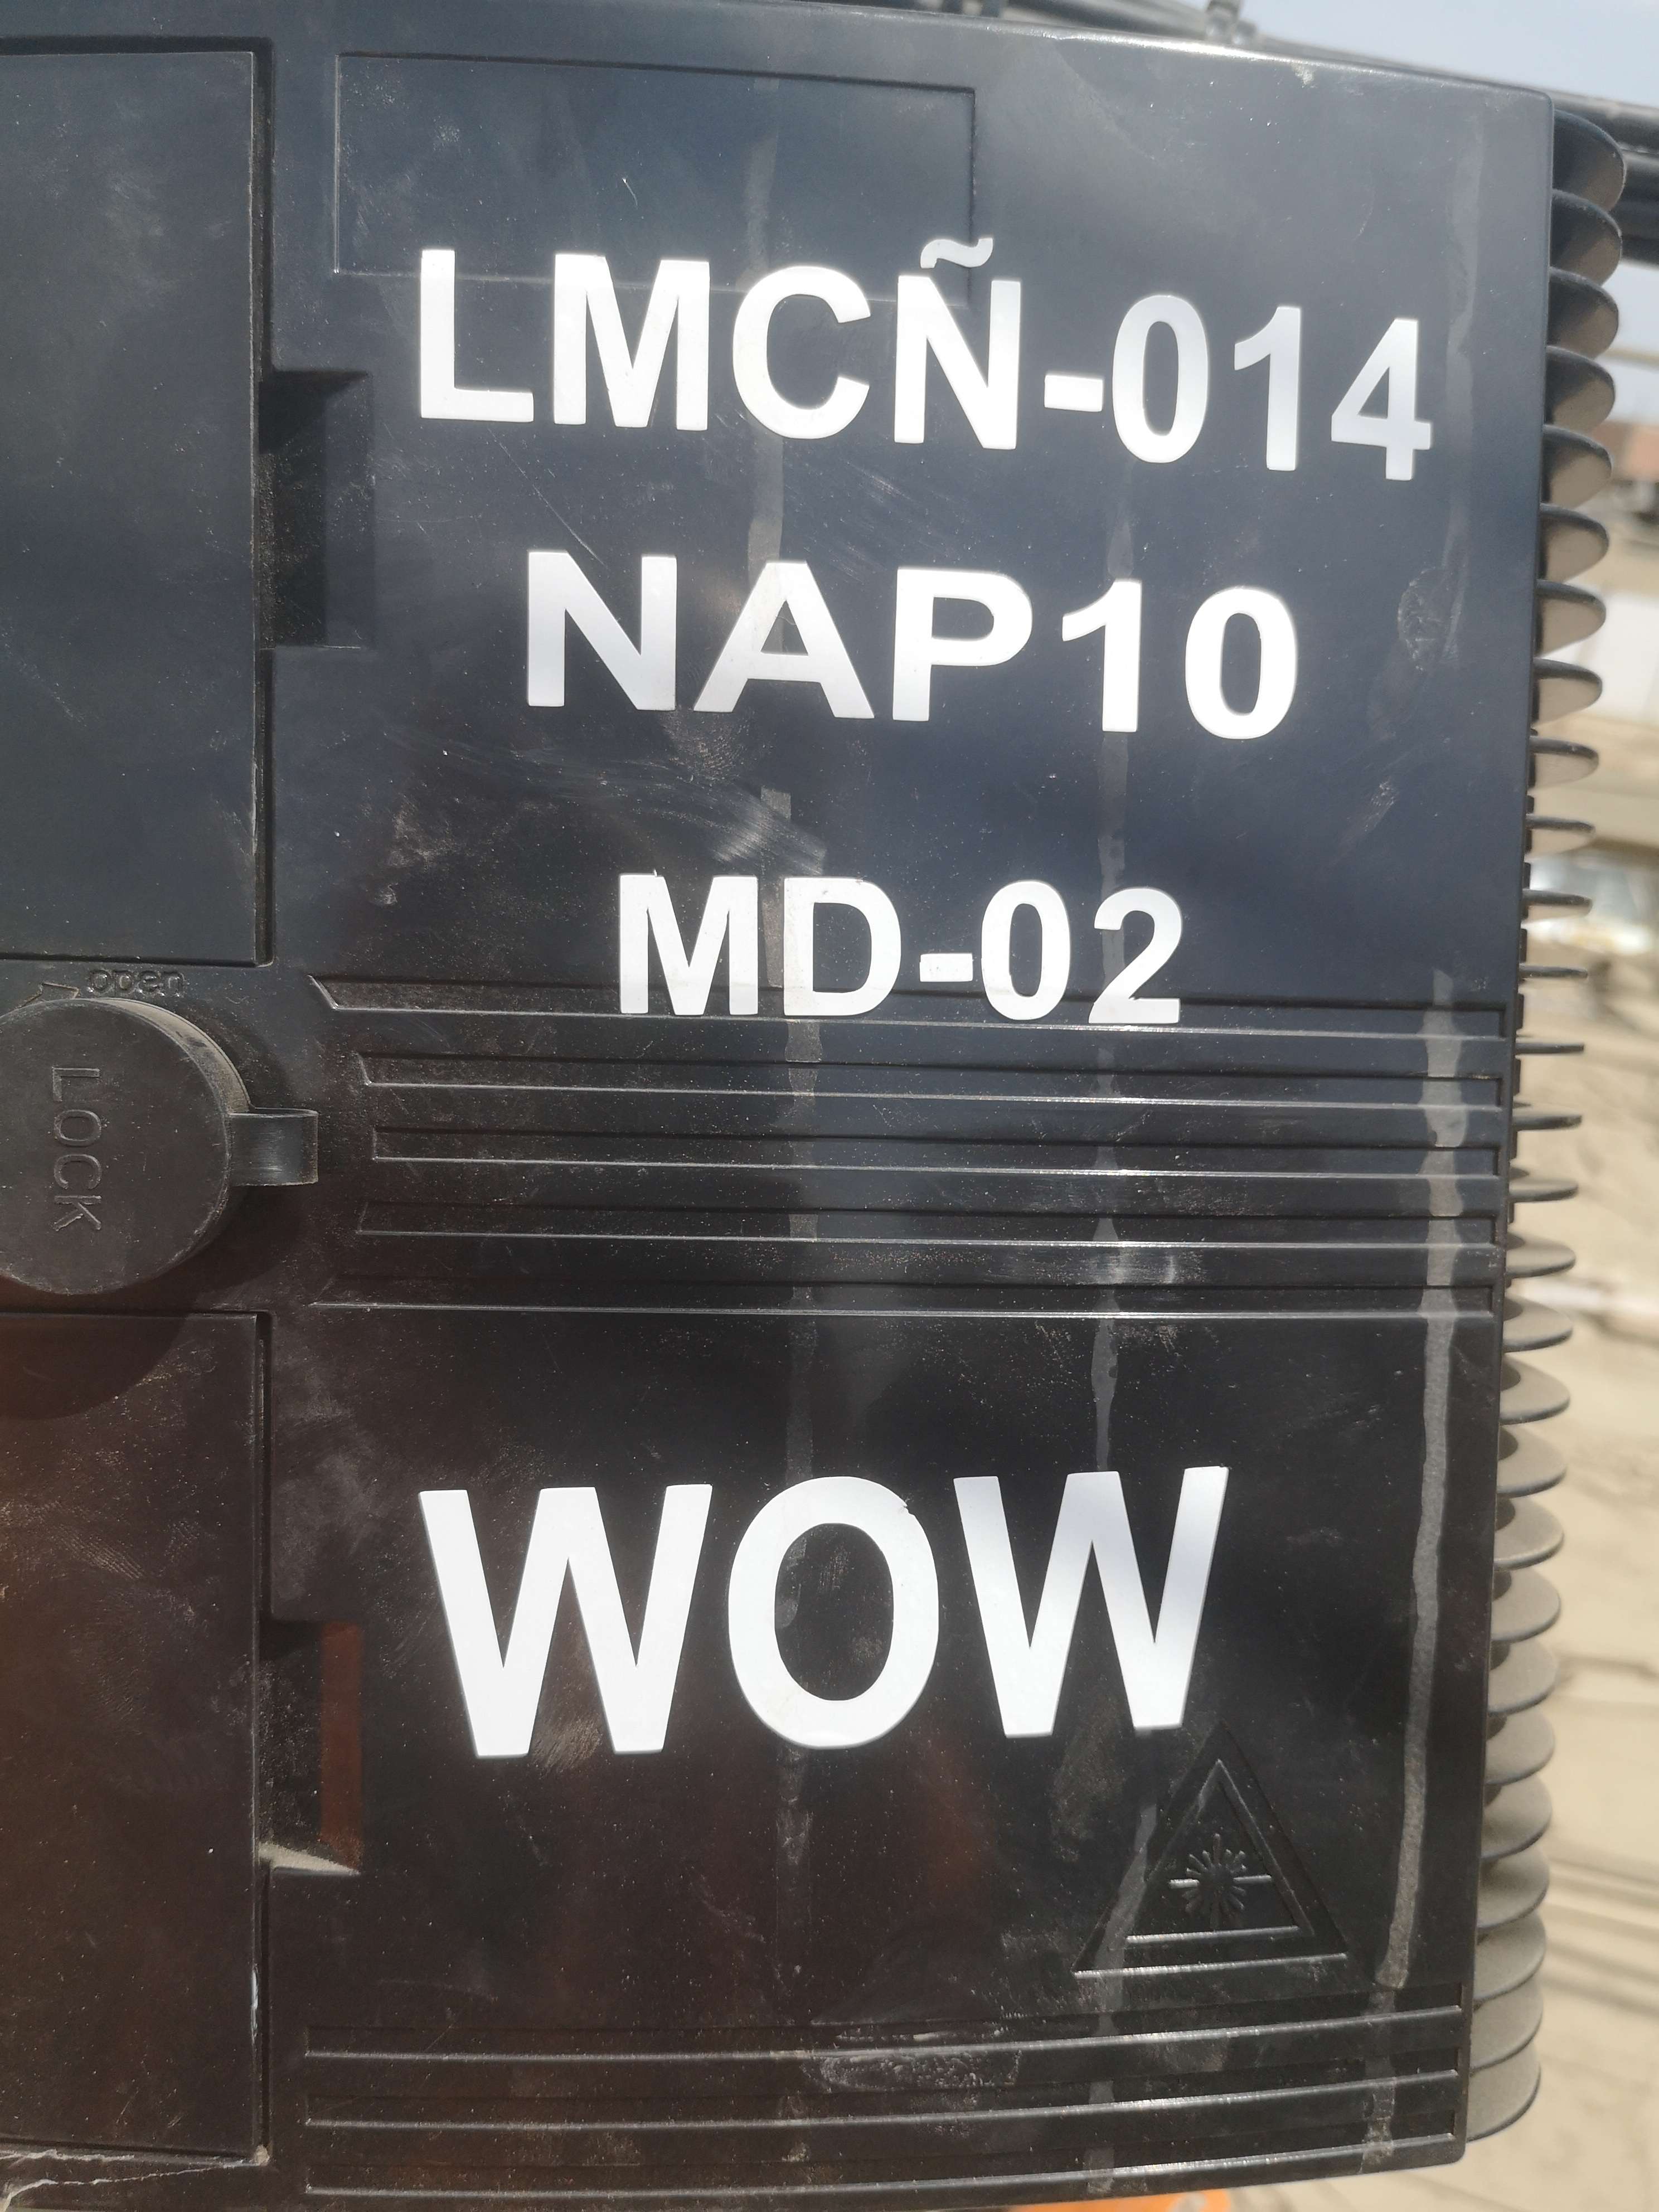 LMCÑ-014
NAP10
MD-02
open
LOCK
WOW